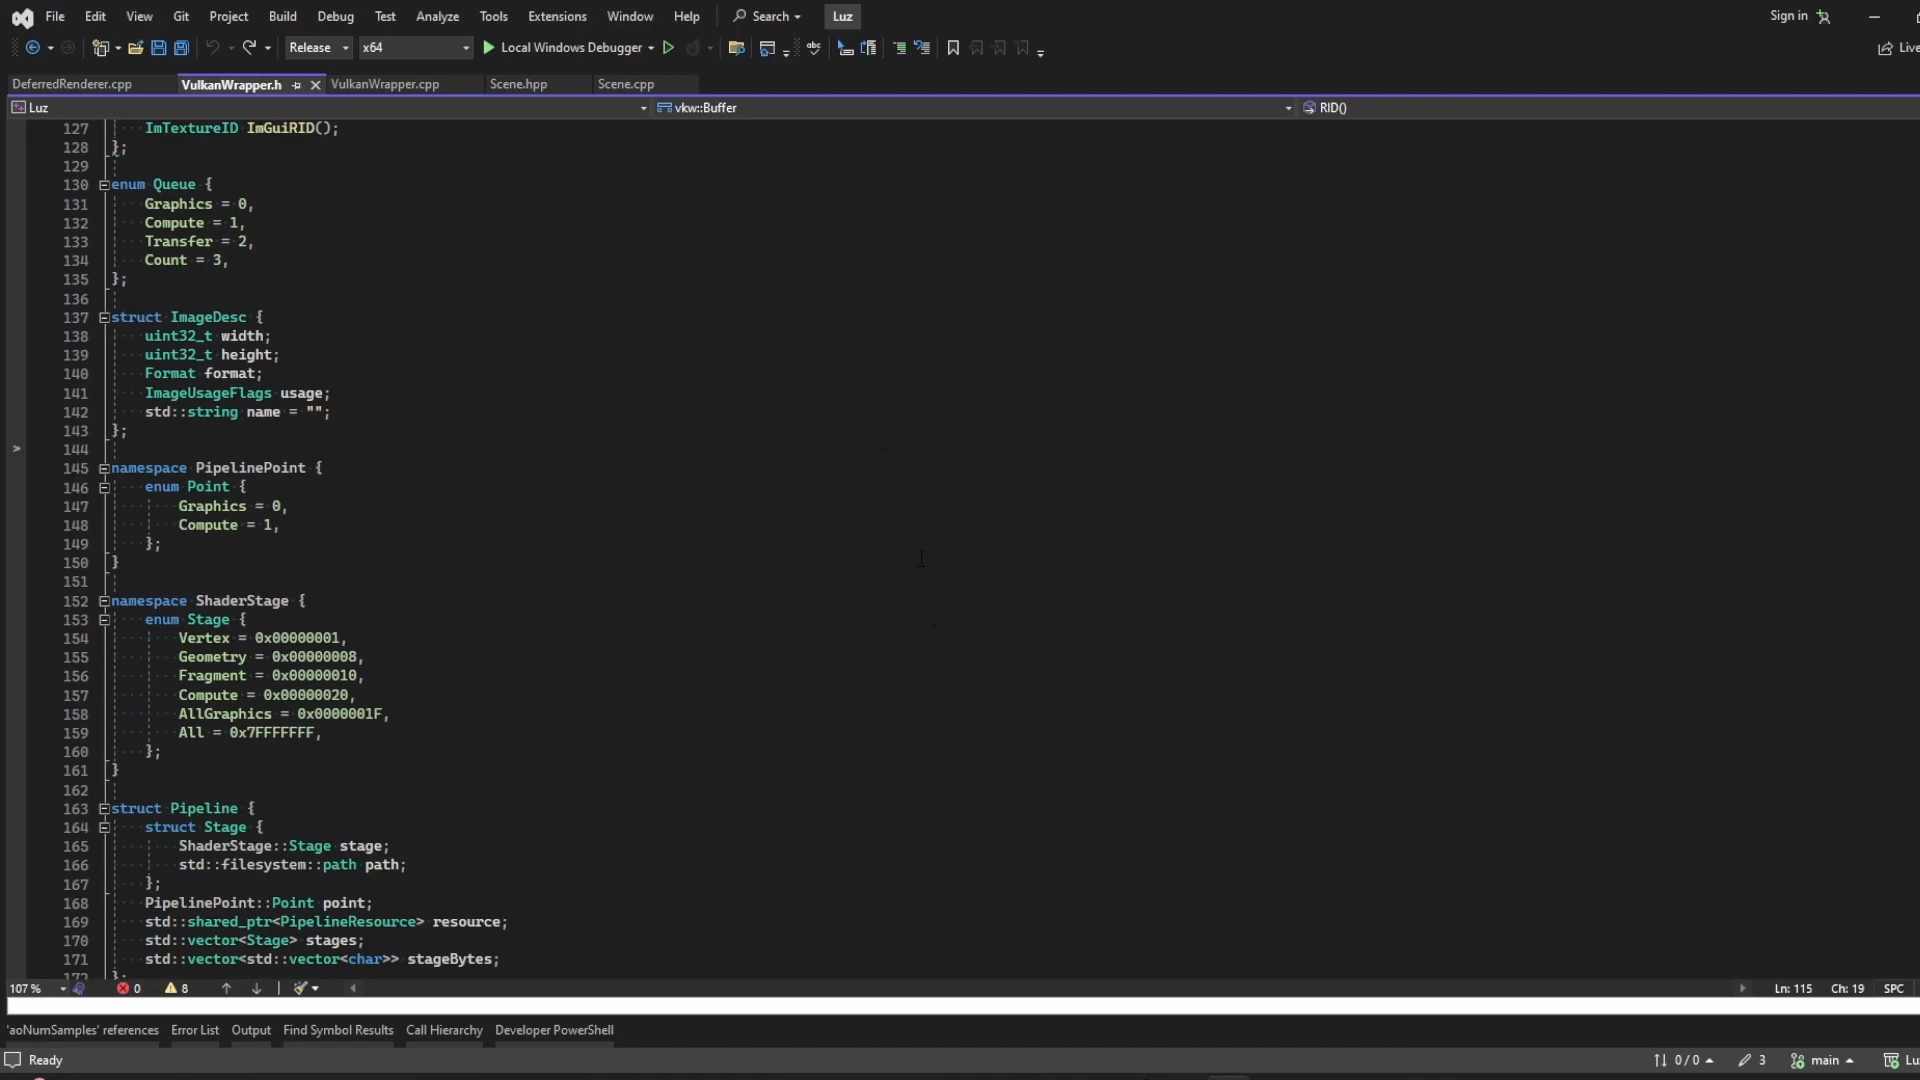 File Edit View Git Project Build Debug Test Analyze Tools Extensions Window Help Search Luz Sign in
Release x64 Local Windows Debugger Live
DeferredRenderer.cpp VulkanWrapper.h VulkanWrapper.cpp Scene.hpp Scene.cpp
Luz vkw::Buffer RID()
127 ImTextureID ImGuiRID();
128 };
129
130 enum Queue {
131 Graphics = 0,
132 Compute = 1,
133 Transfer = 2,
134 Count = 3,
135 };
136
137 struct ImageDesc {
138 uint32_t width;
139 uint32_t height;
140 Format format;
141 ImageUsageFlags usage;
142 std::string name = "";
143 };
144
145 namespace PipelinePoint {
146 enum Point {
147 Graphics = 0,
148 Compute = 1,
149 };
150 }
151
152 namespace ShaderStage {
153 enum Stage {
154 Vertex = 0x00000001,
155 Geometry = 0x00000008,
156 Fragment = 0x00000010,
157 Compute = 0x00000020,
158 AllGraphics = 0x0000001F,
159 All = 0x7FFFFFFF,
160 };
161 }
162
163 struct Pipeline {
164 struct Stage {
165 ShaderStage::Stage stage;
166 std::filesystem::path path;
167 };
168 PipelinePoint::Point point;
169 std::shared_ptr<PipelineResource> resource;
170 std::vector<Stage> stages;
171 std::vector<std::vector<char>> stageBytes;
172 };
107 % 0 8 Ln: 115 Ch: 19 SPC
'aoNumSamples' references Error List Output Find Symbol Results Call Hierarchy Developer PowerShell
Ready 0 / 0 3 main Lu